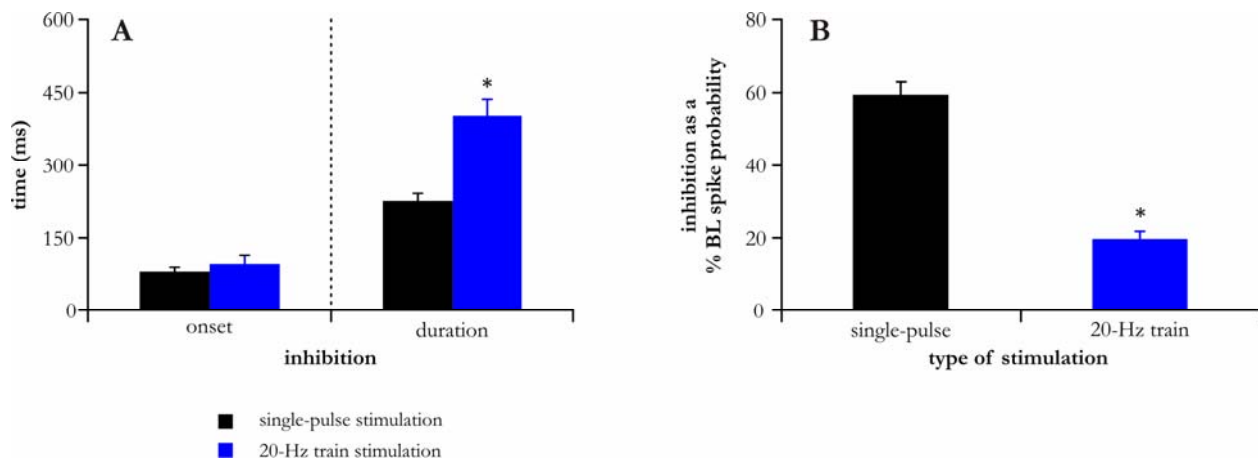 A
600
450
300
150
0
time (ms)
*
onset
duration
inhibition
single-pulse stimulation
20-Hz train stimulation
B
80
60
40
20
0
inhibition as a
% BL spike probability
*
single-pulse
20-Hz train
type of stimulation